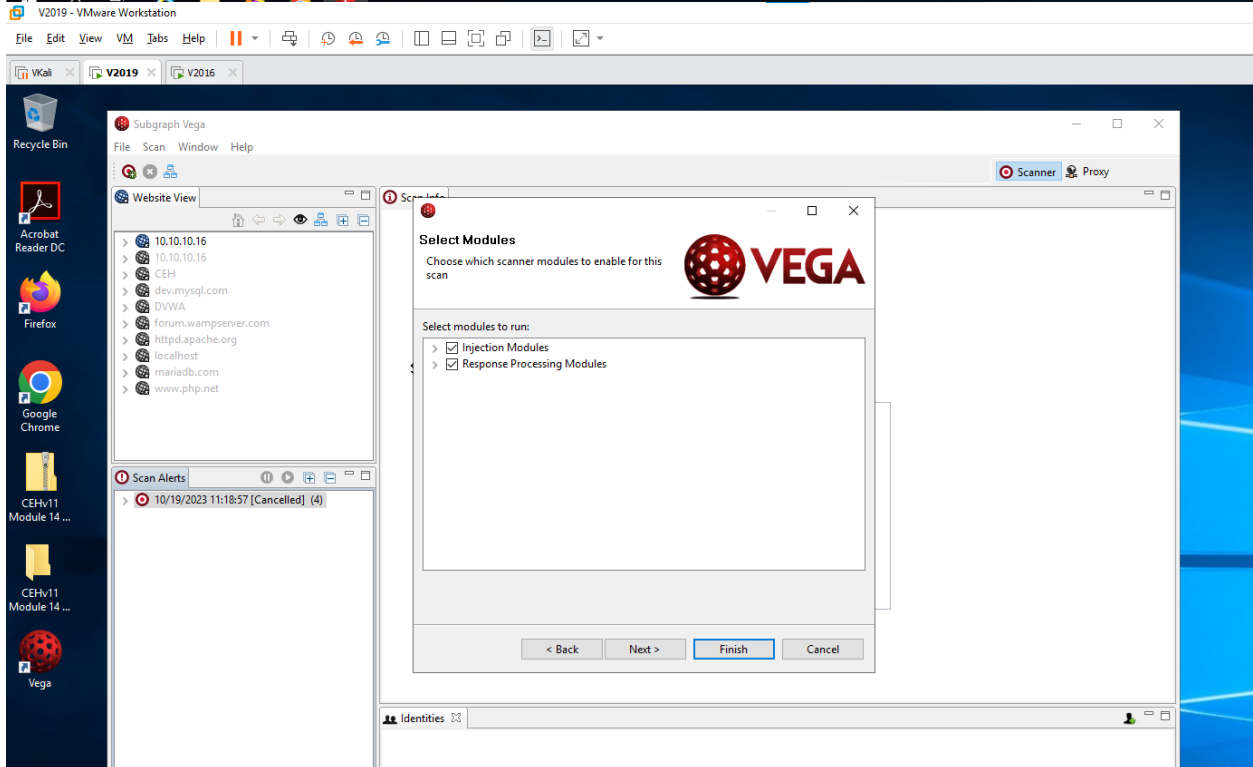 V2019 - VMware Workstation
File Edit View VM Tabs Help
VKali V2019 V2016
Recycle Bin
Acrobat
Reader DC
Firefox
Google
Chrome
CEHv11
Module 14 ...
CEHv11
Module 14 ...
Vega
Subgraph Vega
File Scan Window Help
Scanner Proxy
Website View
10.10.10.16
10.10.10.16
CEH
dev.mysql.com
DVWA
forum.wampserver.com
httpd.apache.org
localhost
mariadb.com
www.php.net
Scan Alerts
10/19/2023 11:18:57 [Cancelled] (4)
Scan Info
Select Modules
Choose which scanner modules to enable for this
scan
VEGA
Select modules to run:
Injection Modules
Response Processing Modules
< Back Next > Finish Cancel
Identities